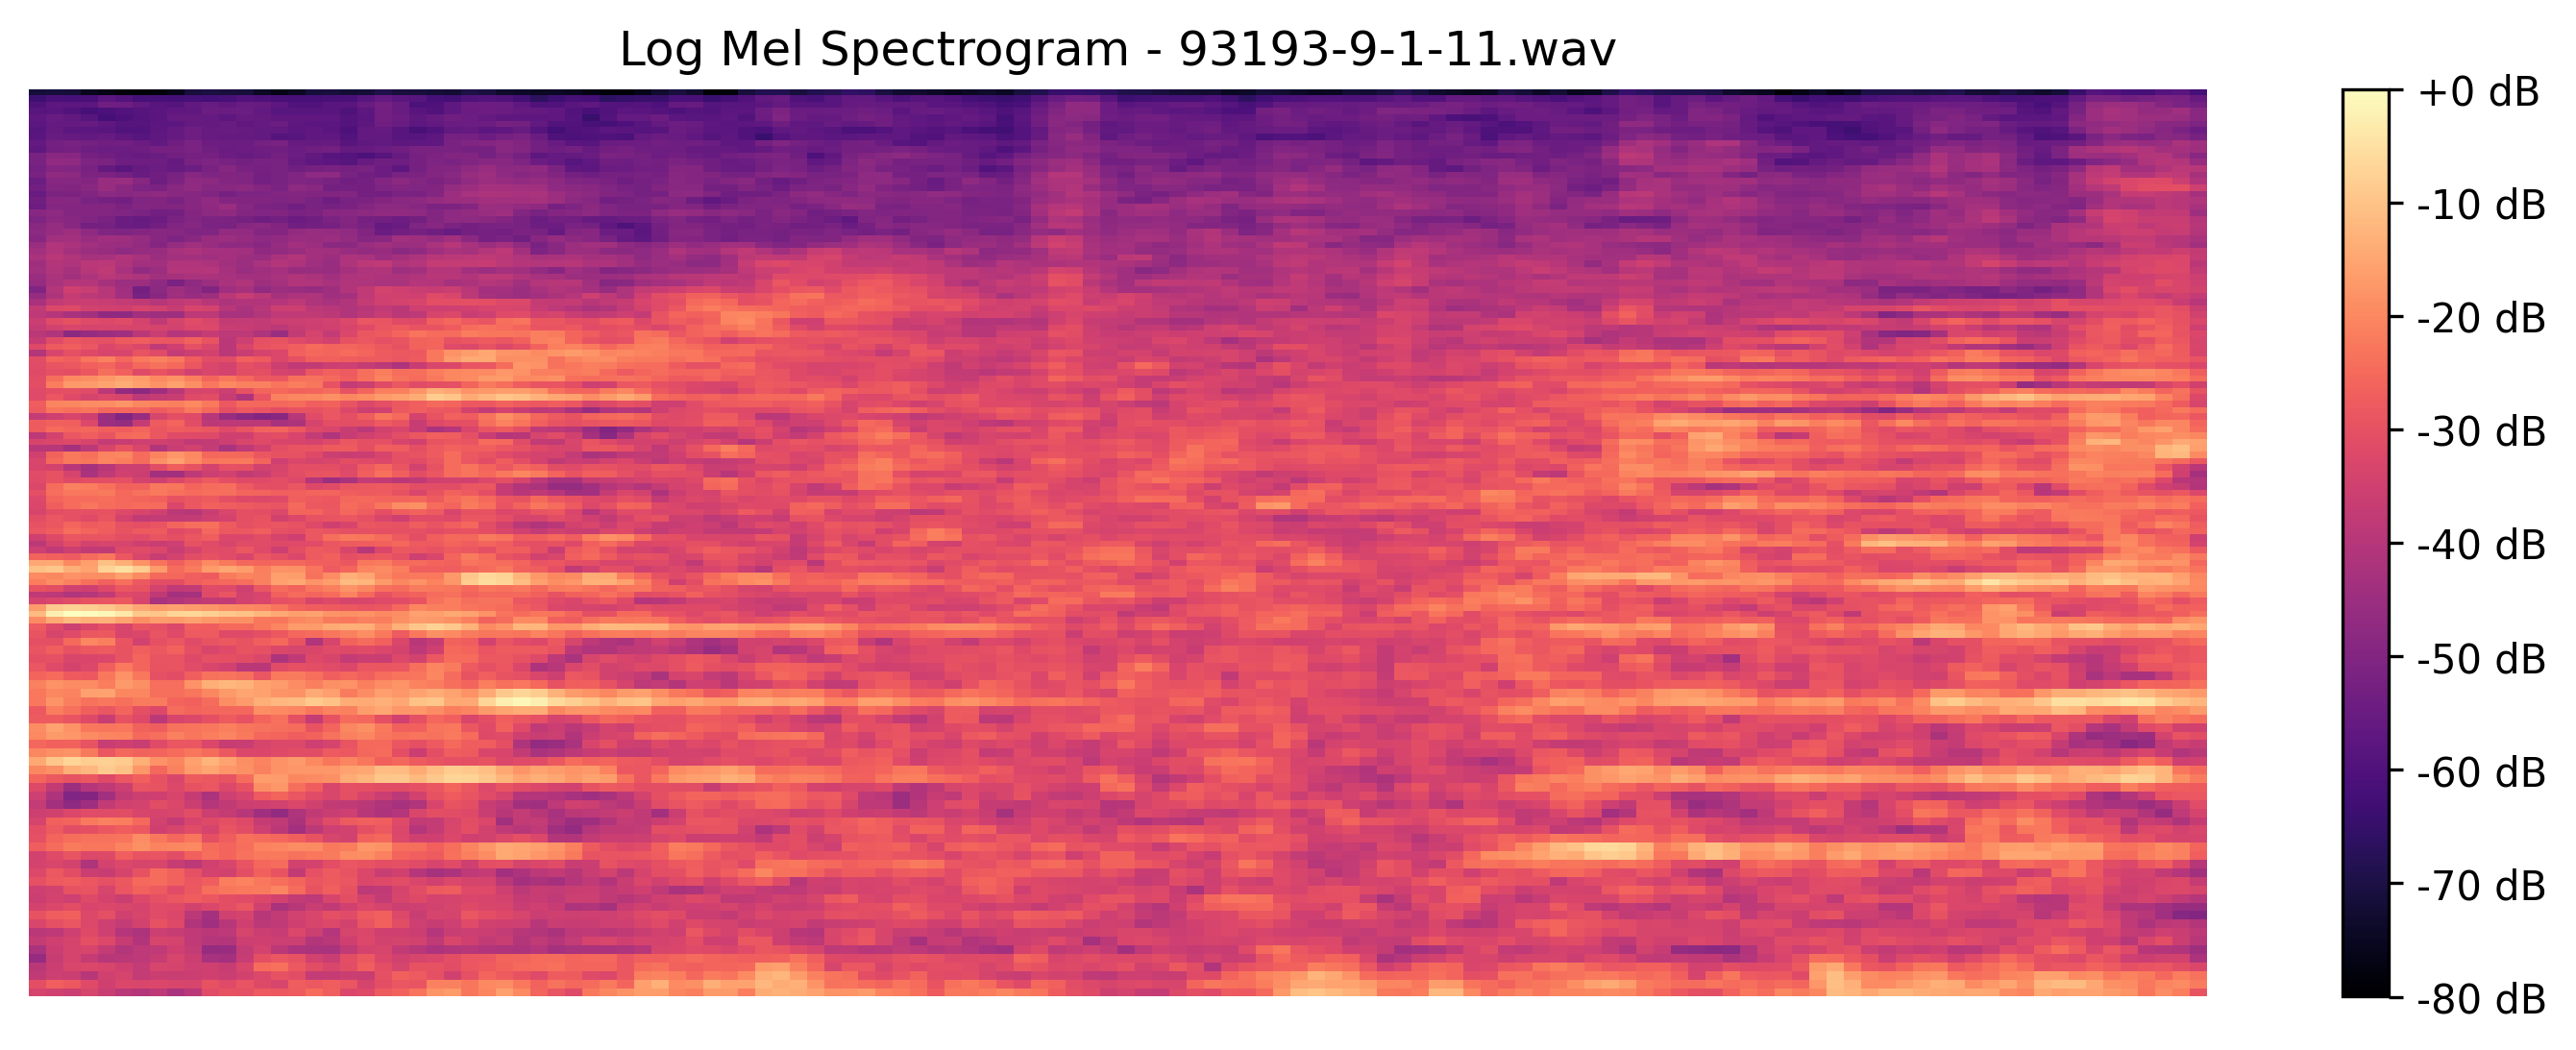 Log Mel Spectrogram - 93193-9-1-11.wav
+0 dB
-10 dB
-20 dB
-30 dB
-40 dB
-50 dB
-60 dB
-70 dB
-80 dB